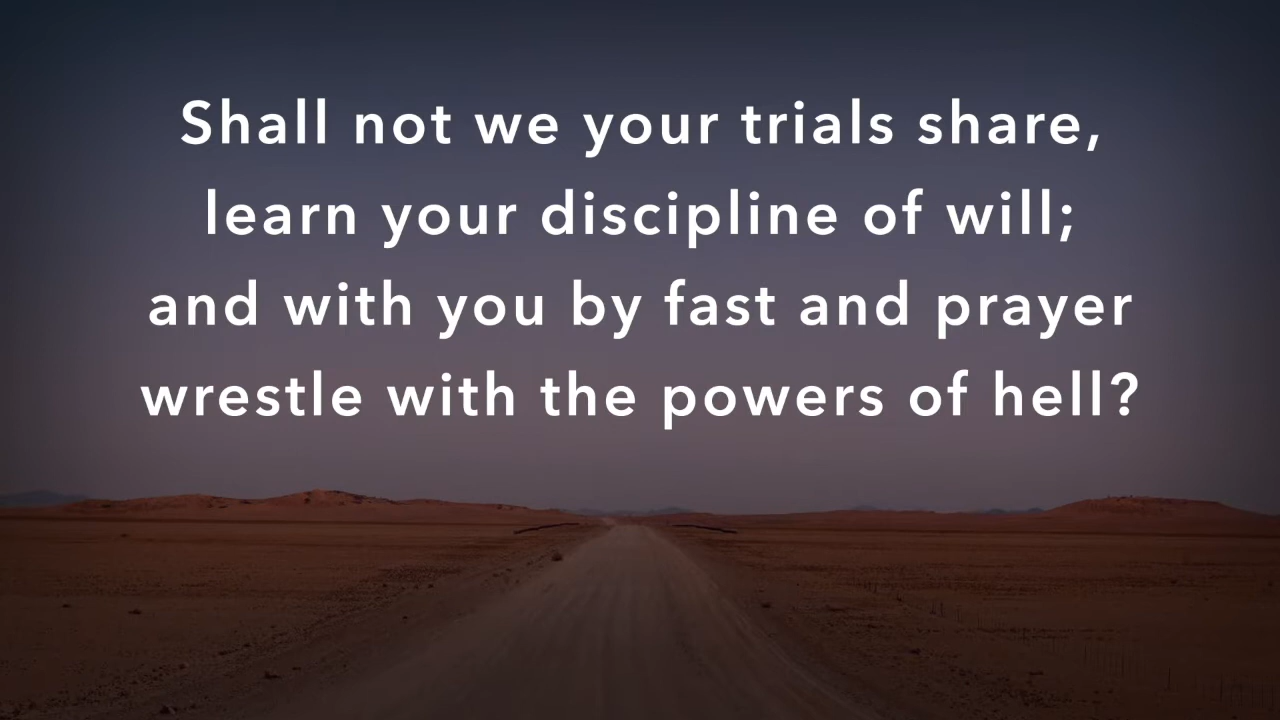 Shall not we your trials share,
learn your discipline of will;
and with you by fast and prayer
wrestle with the powers of hell?